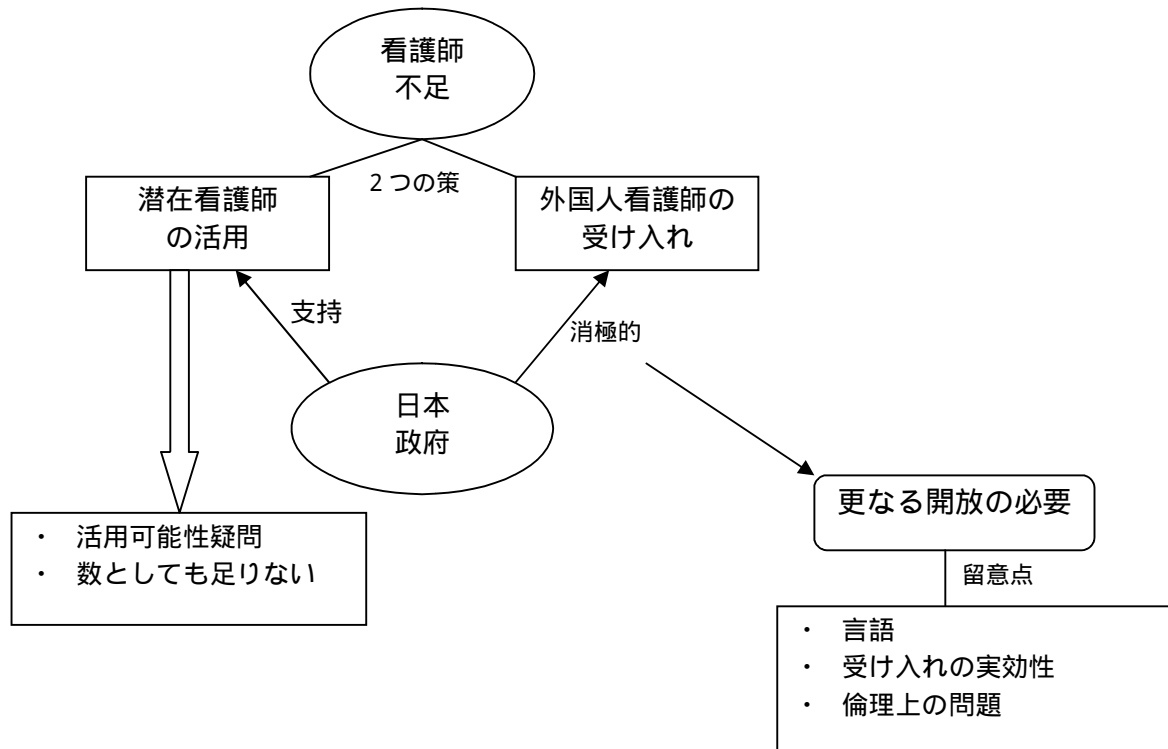 看護師
不足
2つの策
潜在看護師
の活用
外国人看護師の
受け入れ
支持
消極的
日本
政府
更なる開放の必要
・ 活用可能性疑問
・ 数としても足りない
留意点
・ 言語
・ 受け入れの実効性
・ 倫理上の問題